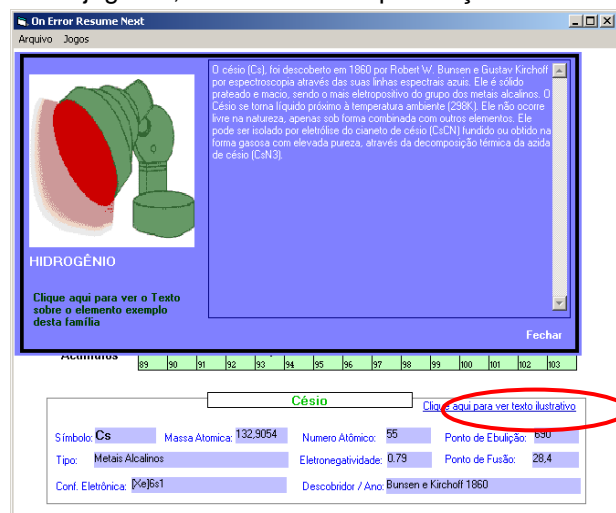 On Error Resume Next
Arquivo Jogos
O césio (Cs), foi descoberto em 1860 por Robert W. Bunsen e Gustav Kirchoff
por espectroscopia através das suas linhas espectrais azuis. Ele é sólido
prateado e macio, sendo o mais eletropositivo do grupo dos metais alcalinos. O
Césio se torna líquido próximo à temperatura ambiente (298K). Ele não ocorre
livre na natureza, apenas sob forma combinada com outros elementos. Ele
pode ser isolado por eletrólise do cianeto de césio (CsCN) fundido ou obtido na
forma gasosa com elevada pureza, através da decomposição térmica da azida
de césio (CsN3).
HIDROGÊNIO
Clique aqui para ver o Texto
sobre o elemento exemplo
desta família
Fechar
89 90 91 92 93 94 95 96 97 98 99 100 101 102 103
Césio
Clique aqui para ver texto ilustrativo
Símbolo: Cs Massa Atomica: 132,9054 Numero Atômico: 55 Ponto de Ebulição: 690
Tipo: Metais Alcalinos Eletronegatividade: 0.79 Ponto de Fusão: 28,4
Conf. Eletrônica: [Xe]6s1 Descobridor / Ano: Bunsen e Kirchoff 1860